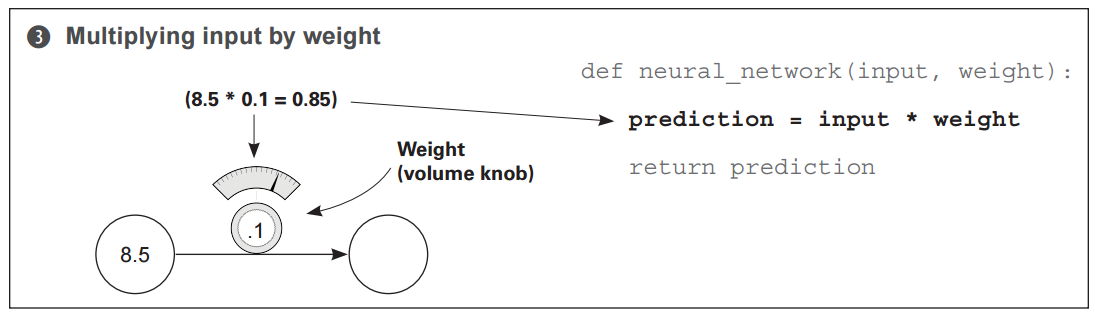 ❸ Multiplying input by weight
(8.5 * 0.1 = 0.85)
Weight
(volume knob)
.1
8.5
def neural_network(input, weight):
prediction = input * weight
return prediction